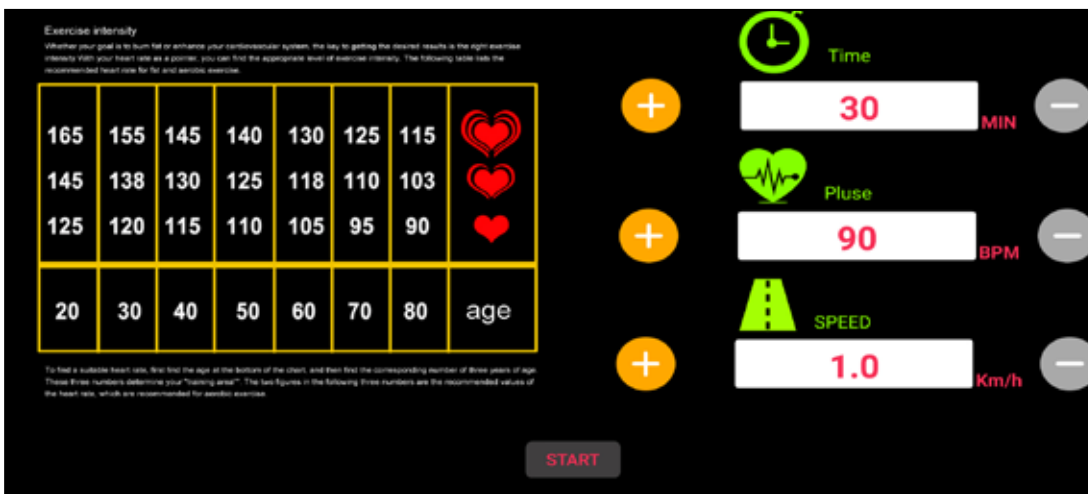 Exercise intensity
Whether your goal is to burn fat or enhance your cardiovascular system, the key to getting the desired results is the right exercise
intensity With your heart rate as a pointer, you can find the appropriate level of exercise intensity. The following table lists the
recommended heart rate for fat and aerobic exercise.
165 155 145 140 130 125 115
145 138 130 125 118 110 103
125 120 115 110 105 95 90
20 30 40 50 60 70 80 age
To find a suitable heart rate, first find the age at the bottom of the chart, and then find the corresponding number of three years of age
These three numbers determine your "training area". The two figures in the following three numbers are the recommended values of
the heart rate, which are recommended for aerobic exercise.
Time
+ 30 MIN −
Pluse
+ 90 BPM −
SPEED
+ 1.0 Km/h −
START